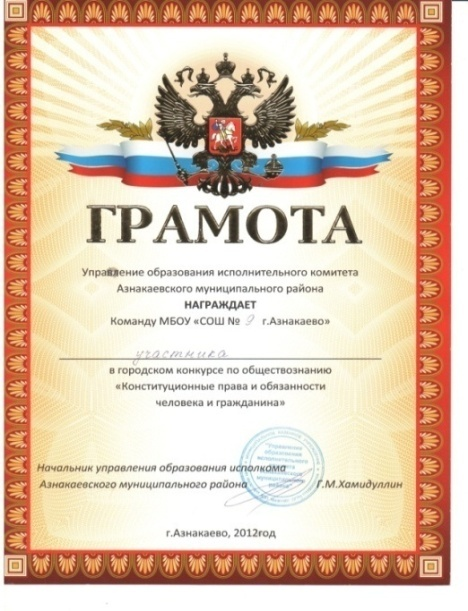 ГРАМОТА
Управление образования исполнительного комитета
Азнакаевского муниципального района
НАГРАЖДАЕТ
Команду МБОУ «СОШ № 9 г.Азнакаево»
участника
в городском конкурсе по обществознанию
«Конституционные права и обязанности
человека и гражданина»
Начальник управления образования исполкома
Азнакаевского муниципального района Г.М.Хамидуллин
г.Азнакаево, 2012год